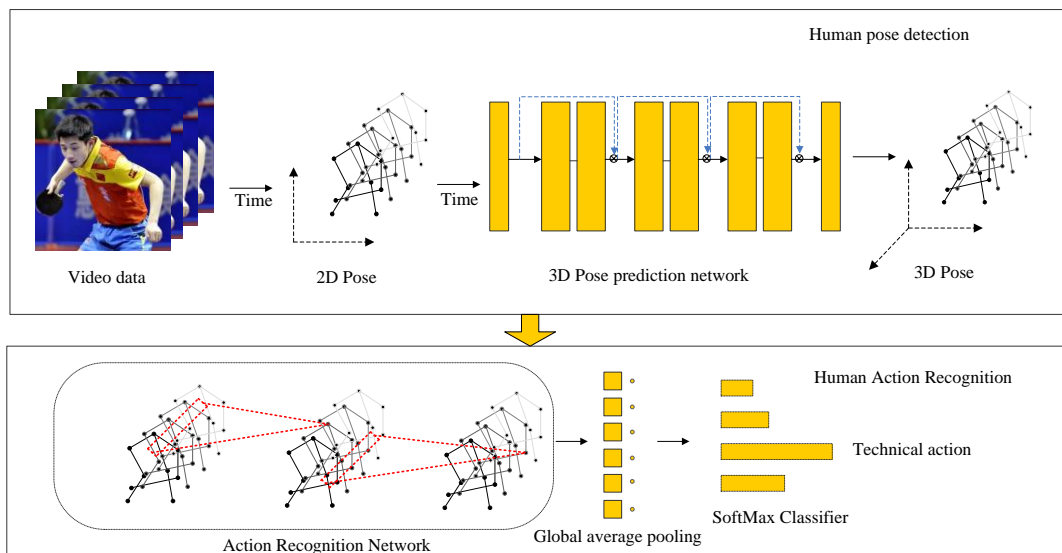 Human pose detection
Time
Time
Video data
2D Pose
3D Pose prediction network
3D Pose
Human Action Recognition
Technical action
SoftMax Classifier
Global average pooling
Action Recognition Network